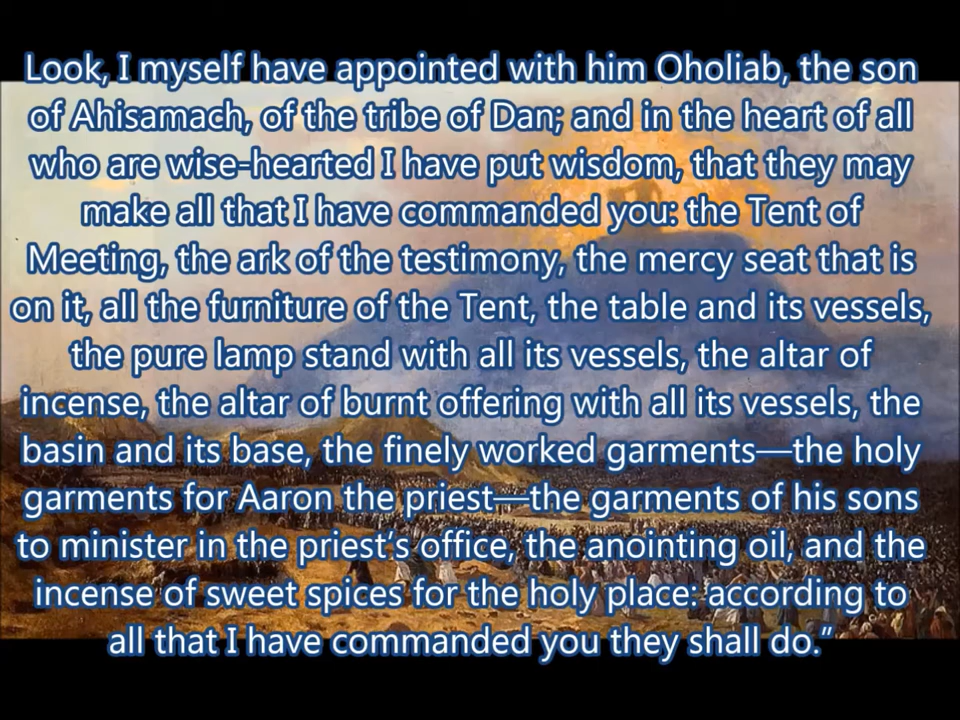 Look, I myself have appointed with him Oholiab, the son
of Ahisamach, of the tribe of Dan; and in the heart of all
who are wise-hearted I have put wisdom, that they may
make all that I have commanded you: the Tent of
Meeting, the ark of the testimony, the mercy seat that is
on it, all the furniture of the Tent, the table and its vessels,
the pure lamp stand with all its vessels, the altar of
incense, the altar of burnt offering with all its vessels, the
basin and its base, the finely worked garments—the holy
garments for Aaron the priest—the garments of his sons
to minister in the priest’s office, the anointing oil, and the
incense of sweet spices for the holy place: according to
all that I have commanded you they shall do.”